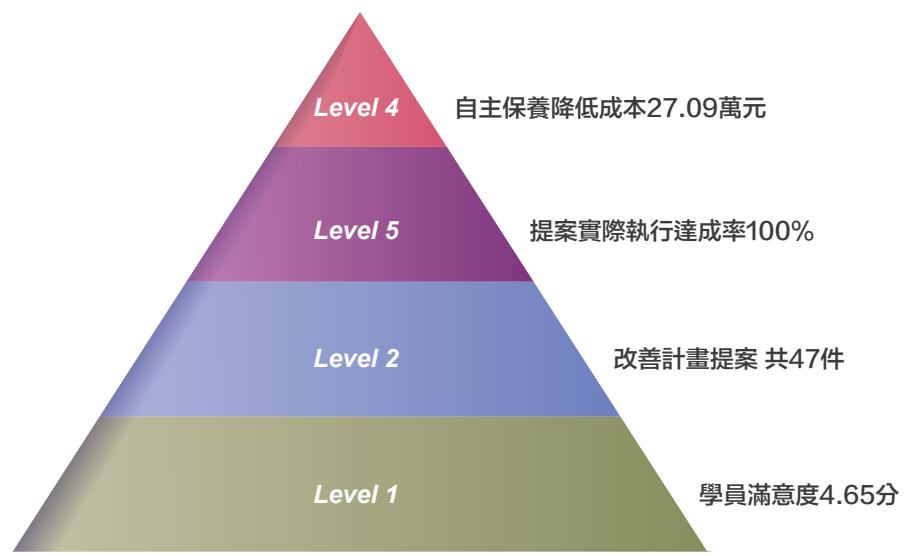 Level 4 自主保養降低成本27.09萬元
Level 5 提案實際執行達成率100%
Level 2 改善計畫提案 共47件
Level 1 學員滿意度4.65分